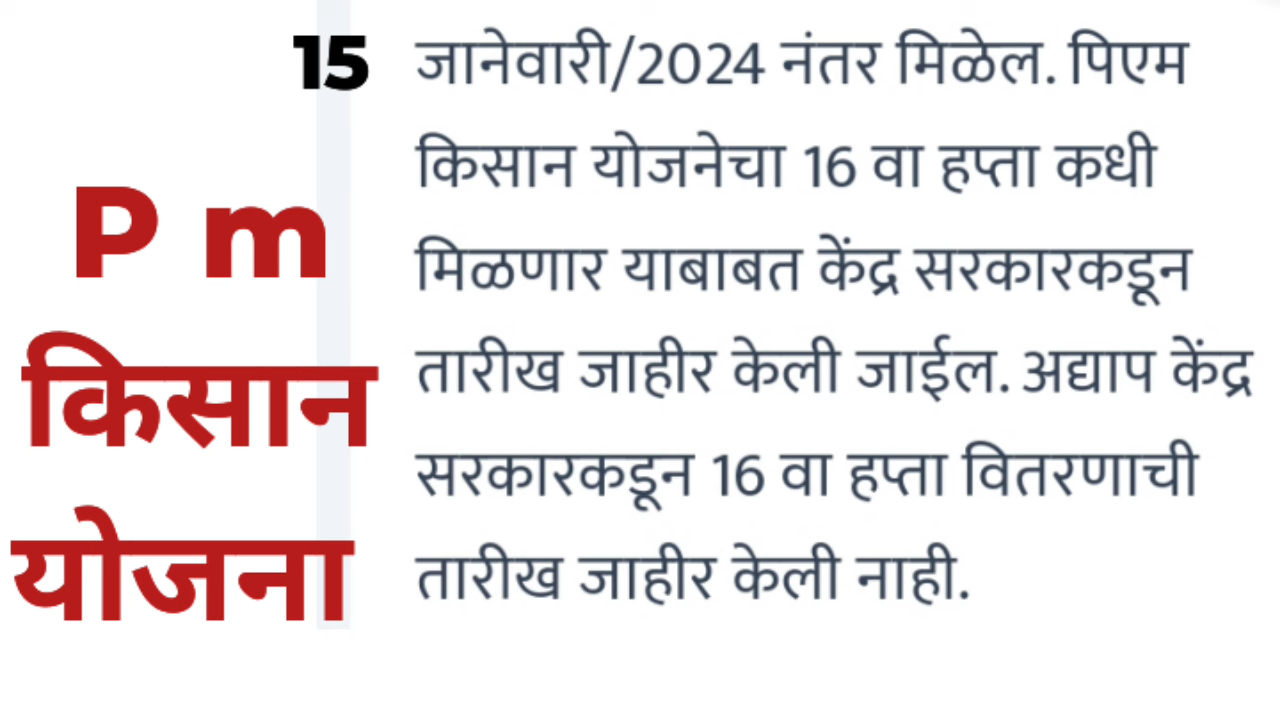 15 जानेवारी/2024 नंतर मिळेल. पिएम
किसान योजनेचा 16 वा हप्ता कधी
मिळणार याबाबत केंद्र सरकारकडून
तारीख जाहीर केली जाईल. अद्याप केंद्र
सरकारकडून 16 वा हप्ता वितरणाची
तारीख जाहीर केली नाही.
P m
किसान
योजना